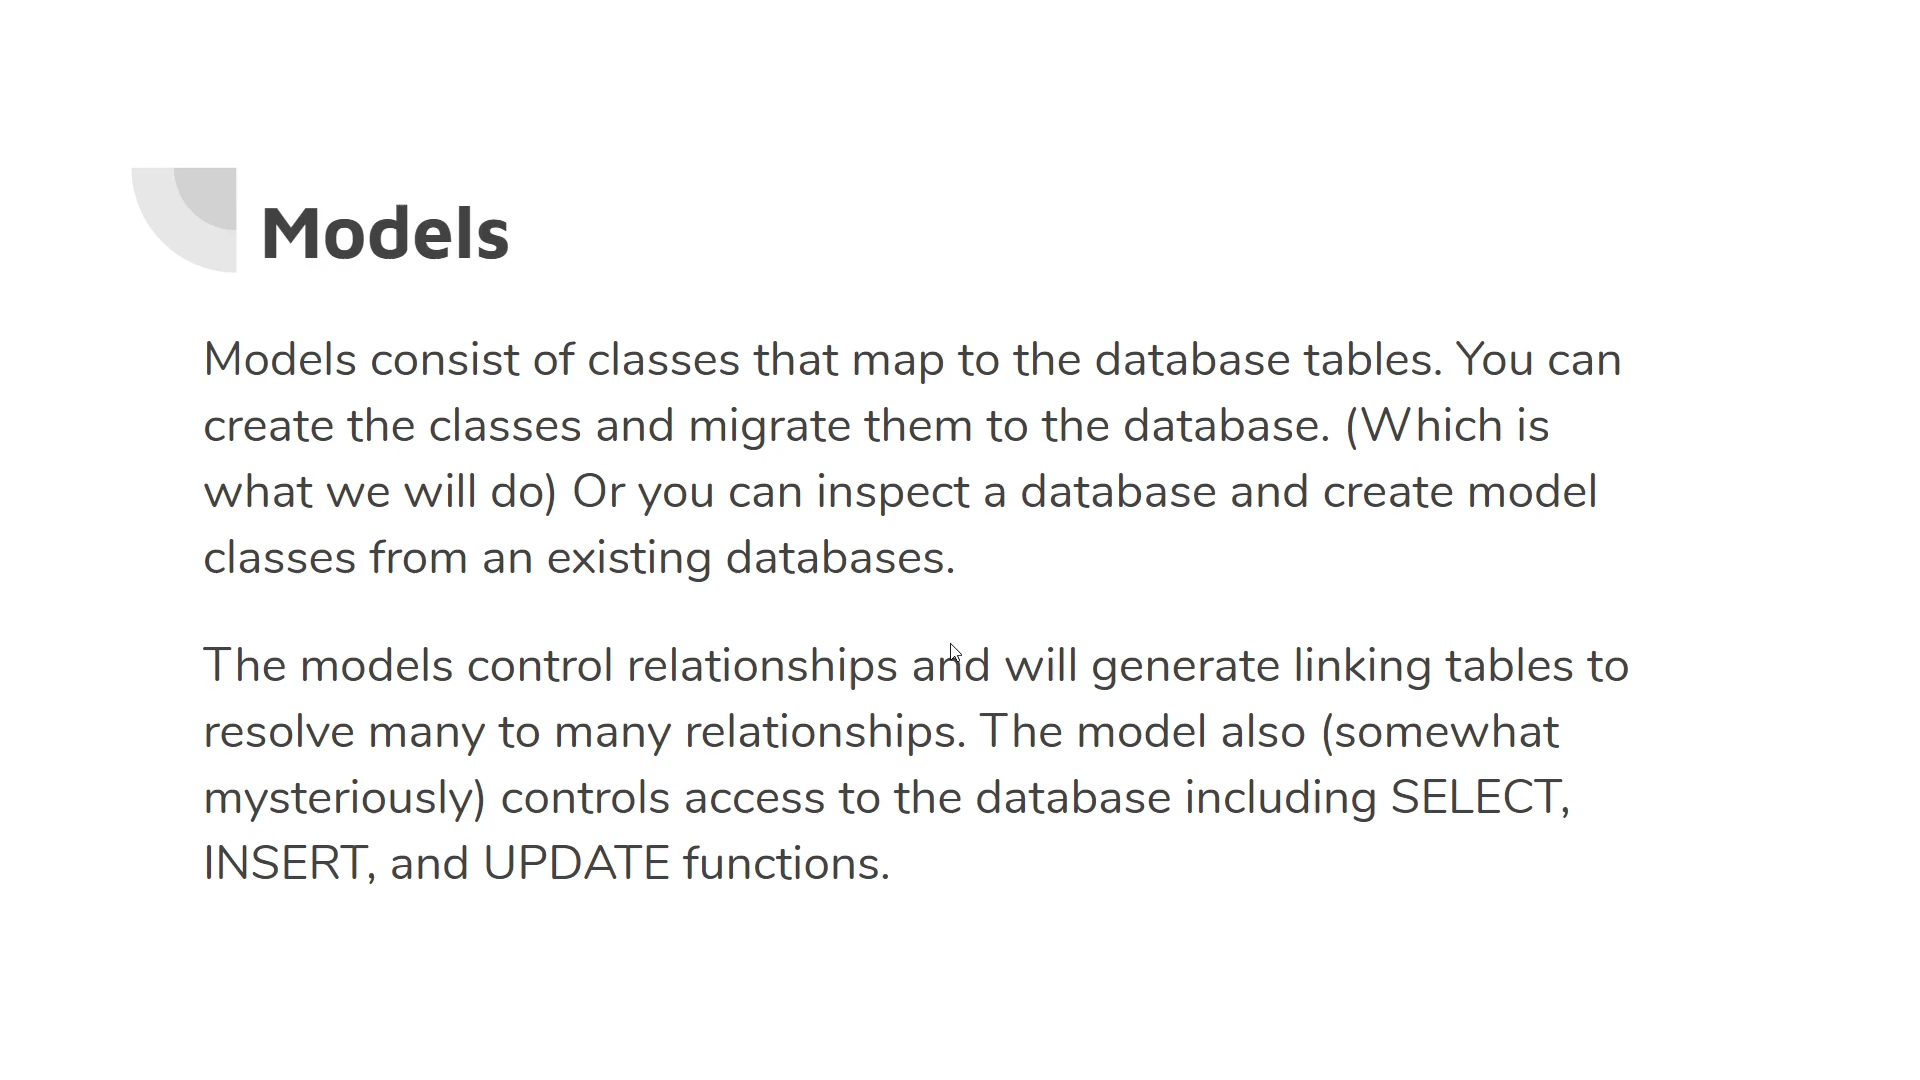 Models
Models consist of classes that map to the database tables. You can
create the classes and migrate them to the database. (Which is
what we will do) Or you can inspect a database and create model
classes from an existing databases.
The models control relationships and will generate linking tables to
resolve many to many relationships. The model also (somewhat
mysteriously) controls access to the database including SELECT,
INSERT, and UPDATE functions.